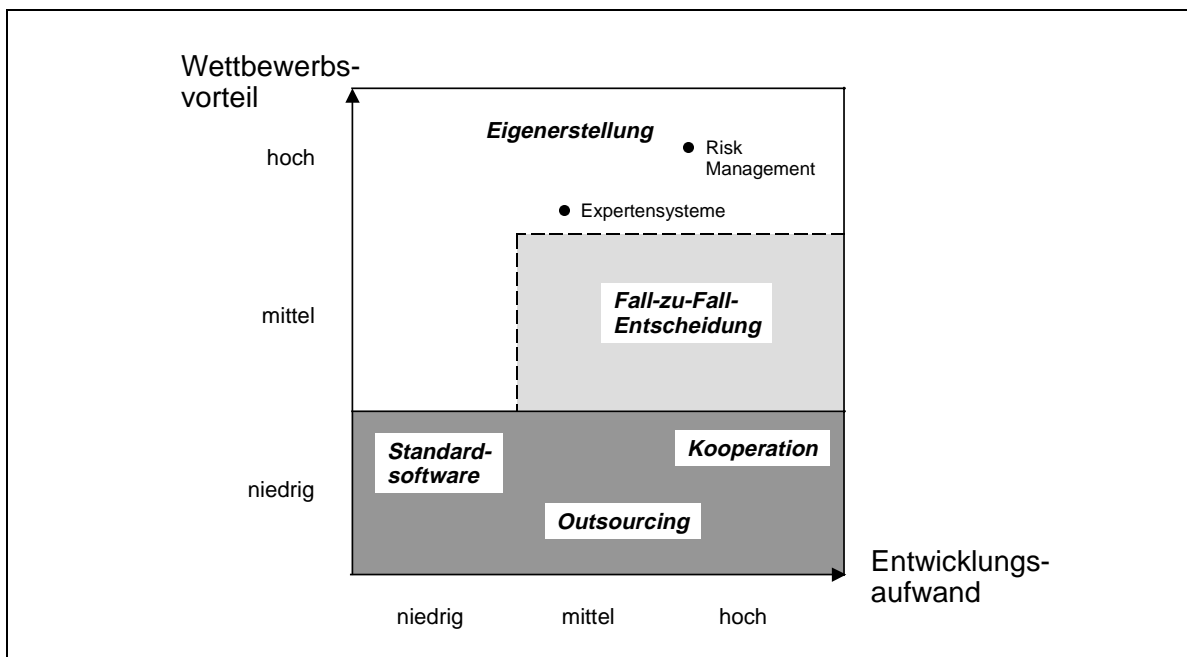 Wettbewerbs-
vorteil
hoch
Eigenerstellung
Risk
Management
Expertensysteme
mittel
Fall-zu-Fall-
Entscheidung
niedrig
Standard-
software
Kooperation
Outsourcing
Entwicklungs-
aufwand
niedrig
mittel
hoch